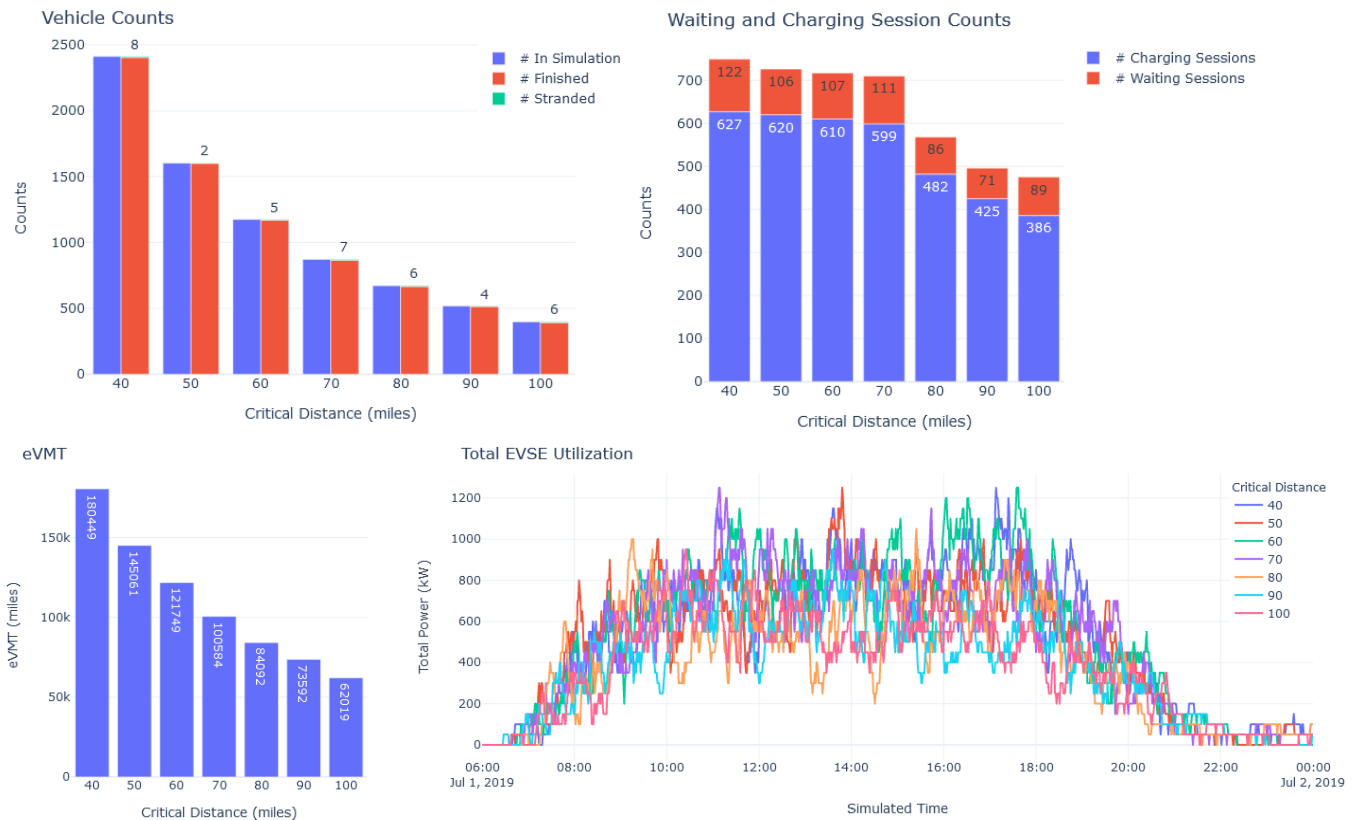 Vehicle Counts
2500
2000
1500
1000
500
0
Counts
8
2
5
7
6
4
6
40 50 60 70 80 90 100
Critical Distance (miles)
# In Simulation
# Finished
# Stranded
Waiting and Charging Session Counts
700
600
500
400
300
200
100
0
Counts
122 106 107 111 86 71 89
627 620 610 599 482 425 386
40 50 60 70 80 90 100
Critical Distance (miles)
# Charging Sessions
# Waiting Sessions
eVMT
150k
100k
50k
0
eVMT (miles)
180449
145061
121749
100584
84092
73592
62019
40 50 60 70 80 90 100
Critical Distance (miles)
Total EVSE Utilization
1200
1000
800
600
400
200
0
Total Power (kW)
06:00 08:00 10:00 12:00 14:00 16:00 18:00 20:00 22:00 00:00
Jul 1, 2019 Jul 2, 2019
Simulated Time
Critical Distance
40
50
60
70
80
90
100